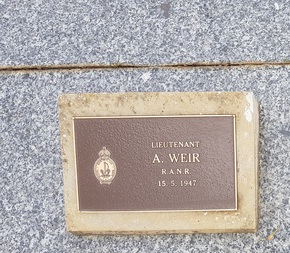 LIEUTENANT
A. WEIR
R.A.N.R.
15. 5. 1947